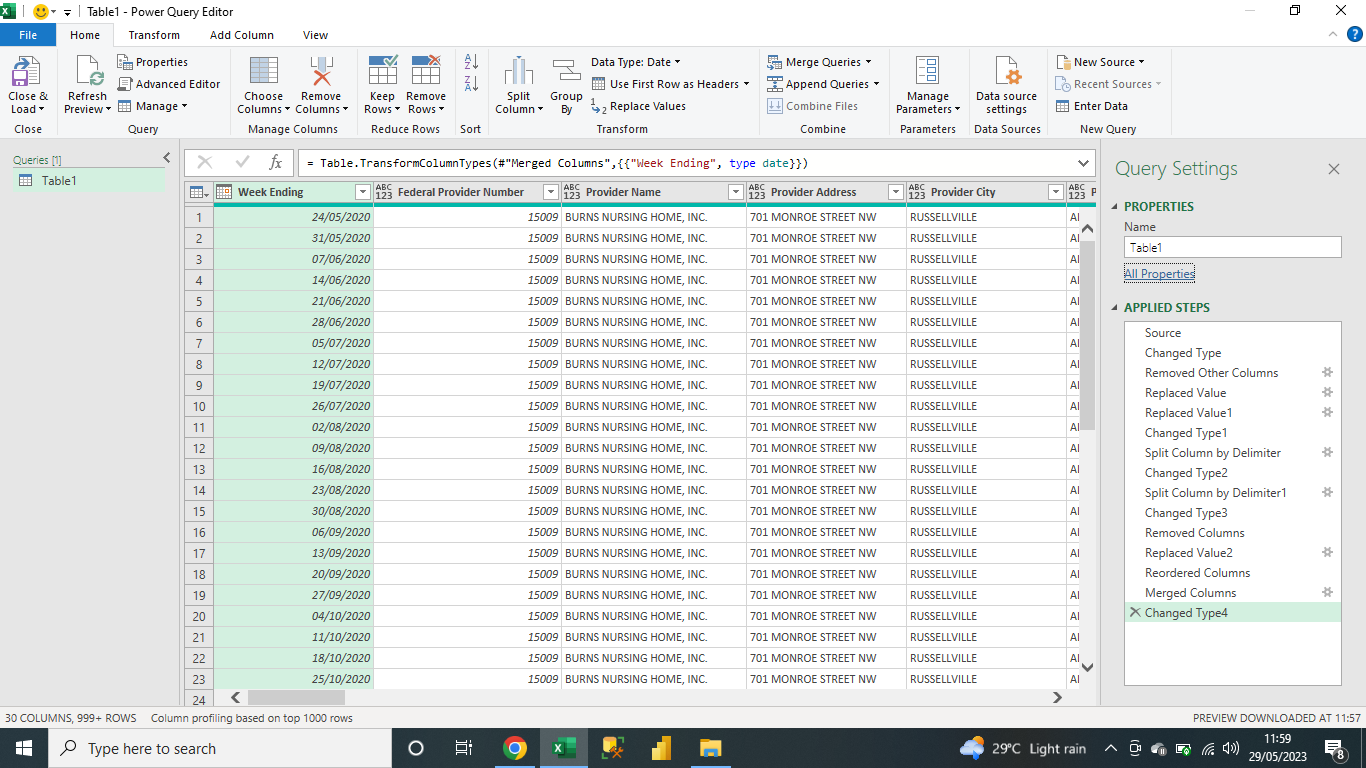 Table1 - Power Query Editor
File Home Transform Add Column View
Close & Load
Close
Refresh Preview
Properties
Advanced Editor
Manage
Query
Choose Columns
Remove Columns
Manage Columns
Keep Rows
Remove Rows
Reduce Rows
Sort
Split Column
Group By
Data Type: Date
Use First Row as Headers
Replace Values
Transform
Merge Queries
Append Queries
Combine Files
Combine
Manage Parameters
Parameters
Data source settings
Data Sources
New Source
Recent Sources
Enter Data
New Query
Queries [1]
Table1
fx = Table.TransformColumnTypes(#"Merged Columns",{{"Week Ending", type date}})
Week Ending ABC 123 Federal Provider Number ABC 123 Provider Name ABC 123 Provider Address ABC 123 Provider City ABC 123 P
1 24/05/2020 15009 BURNS NURSING HOME, INC. 701 MONROE STREET NW RUSSELLVILLE Al
2 31/05/2020 15009 BURNS NURSING HOME, INC. 701 MONROE STREET NW RUSSELLVILLE Al
3 07/06/2020 15009 BURNS NURSING HOME, INC. 701 MONROE STREET NW RUSSELLVILLE Al
4 14/06/2020 15009 BURNS NURSING HOME, INC. 701 MONROE STREET NW RUSSELLVILLE Al
5 21/06/2020 15009 BURNS NURSING HOME, INC. 701 MONROE STREET NW RUSSELLVILLE Al
6 28/06/2020 15009 BURNS NURSING HOME, INC. 701 MONROE STREET NW RUSSELLVILLE Al
7 05/07/2020 15009 BURNS NURSING HOME, INC. 701 MONROE STREET NW RUSSELLVILLE Al
8 12/07/2020 15009 BURNS NURSING HOME, INC. 701 MONROE STREET NW RUSSELLVILLE Al
9 19/07/2020 15009 BURNS NURSING HOME, INC. 701 MONROE STREET NW RUSSELLVILLE Al
10 26/07/2020 15009 BURNS NURSING HOME, INC. 701 MONROE STREET NW RUSSELLVILLE Al
11 02/08/2020 15009 BURNS NURSING HOME, INC. 701 MONROE STREET NW RUSSELLVILLE Al
12 09/08/2020 15009 BURNS NURSING HOME, INC. 701 MONROE STREET NW RUSSELLVILLE Al
13 16/08/2020 15009 BURNS NURSING HOME, INC. 701 MONROE STREET NW RUSSELLVILLE Al
14 23/08/2020 15009 BURNS NURSING HOME, INC. 701 MONROE STREET NW RUSSELLVILLE Al
15 30/08/2020 15009 BURNS NURSING HOME, INC. 701 MONROE STREET NW RUSSELLVILLE Al
16 06/09/2020 15009 BURNS NURSING HOME, INC. 701 MONROE STREET NW RUSSELLVILLE Al
17 13/09/2020 15009 BURNS NURSING HOME, INC. 701 MONROE STREET NW RUSSELLVILLE Al
18 20/09/2020 15009 BURNS NURSING HOME, INC. 701 MONROE STREET NW RUSSELLVILLE Al
19 27/09/2020 15009 BURNS NURSING HOME, INC. 701 MONROE STREET NW RUSSELLVILLE Al
20 04/10/2020 15009 BURNS NURSING HOME, INC. 701 MONROE STREET NW RUSSELLVILLE Al
21 11/10/2020 15009 BURNS NURSING HOME, INC. 701 MONROE STREET NW RUSSELLVILLE Al
22 18/10/2020 15009 BURNS NURSING HOME, INC. 701 MONROE STREET NW RUSSELLVILLE Al
23 25/10/2020 15009 BURNS NURSING HOME, INC. 701 MONROE STREET NW RUSSELLVILLE Al
24
Query Settings
PROPERTIES
Name
Table1
All Properties
APPLIED STEPS
Source
Changed Type
Removed Other Columns
Replaced Value
Replaced Value1
Changed Type1
Split Column by Delimiter
Changed Type2
Split Column by Delimiter1
Changed Type3
Removed Columns
Replaced Value2
Reordered Columns
Merged Columns
Changed Type4
30 COLUMNS, 999+ ROWS Column profiling based on top 1000 rows PREVIEW DOWNLOADED AT 11:57
Type here to search 29°C Light rain 11:59
29/05/2023
8